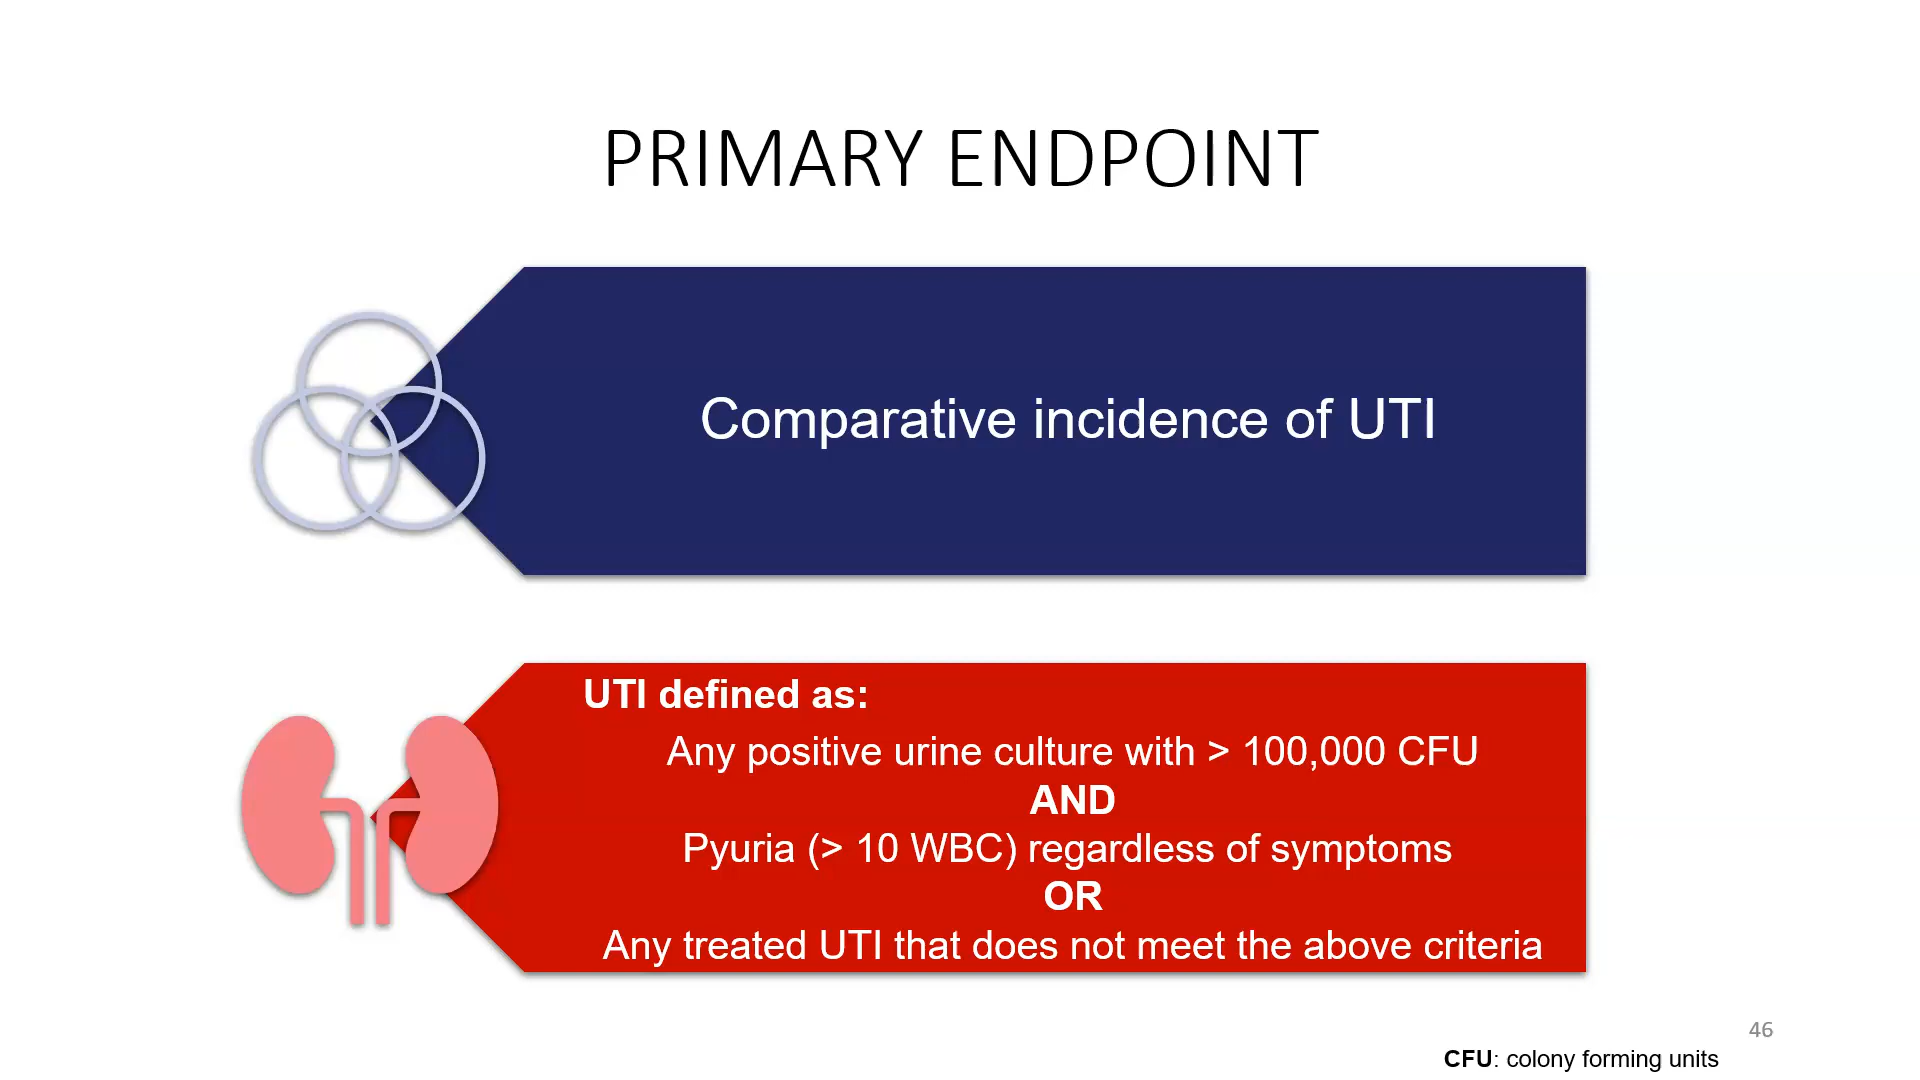 PRIMARY ENDPOINT
Comparative incidence of UTI
UTI defined as:
Any positive urine culture with > 100,000 CFU
AND
Pyuria (> 10 WBC) regardless of symptoms
OR
Any treated UTI that does not meet the above criteria
46
CFU: colony forming units